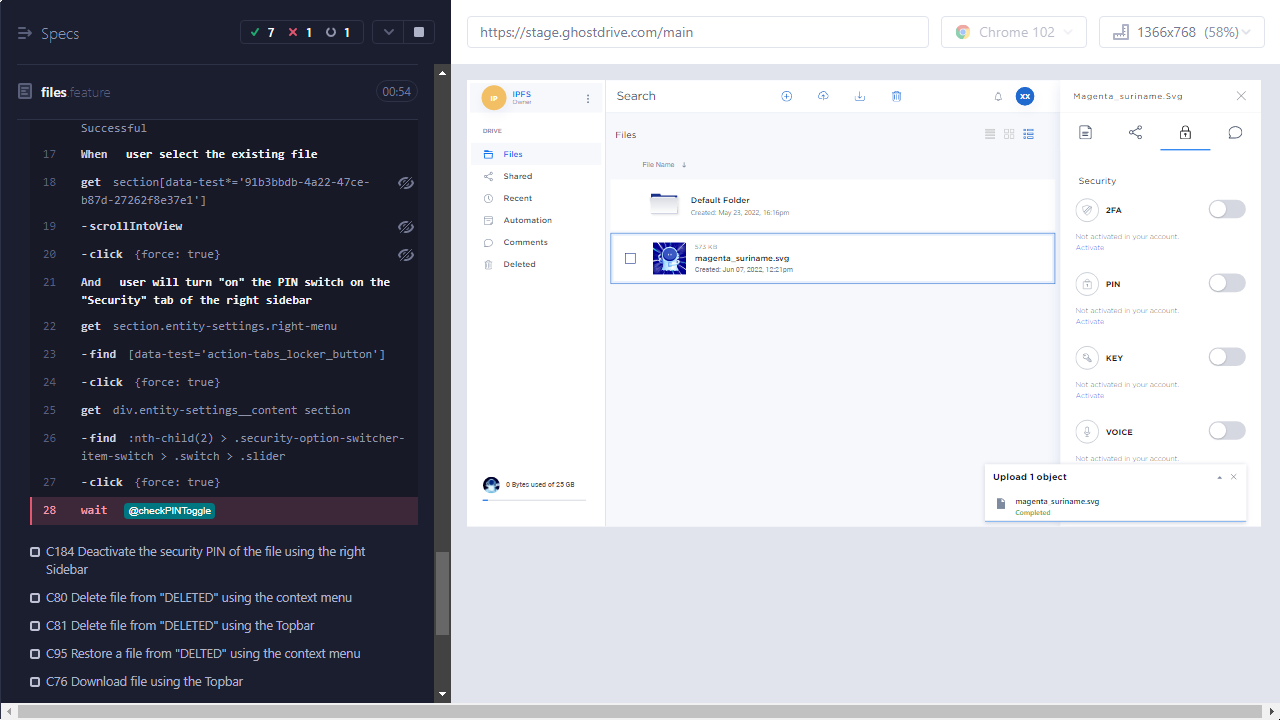 Specs
7
1
1
https://stage.ghostdrive.com/main
Chrome 102
1366x768 (58%)
files feature
00:54
Successful
17 When user select the existing file
18 get section[data-test*='91b3bbdb-4a22-47ce-
b87d-27262f8e37e1']
19 -scrollIntoView
20 -click {force: true}
21 And user will turn "on" the PIN switch on the
"Security" tab of the right sidebar
22 get section.entity-settings.right-menu
23 -find [data-test='action-tabs_locker_button']
24 -click {force: true}
25 get div.entity-settings__content section
26 -find :nth-child(2) > .security-option-switcher-
item-switch > .switch > .slider
27 -click {force: true}
28 wait @checkPINToggle
C184 Deactivate the security PIN of the file using the right
Sidebar
C80 Delete file from "DELETED" using the context menu
C81 Delete file from "DELETED" using the Topbar
C95 Restore a file from "DELTED" using the context menu
C76 Download file using the Topbar
IP
IPFS
Owner
DRIVE
Files
Shared
Recent
Automation
Comments
Deleted
0 Bytes used of 25 GB
Search
XX
Files
File Name
Default Folder
Created: May 23, 2022, 16:16pm
573 KB
magenta_suriname.svg
Created: Jun 07, 2022, 12:21pm
Magenta_suriname.Svg
Security
2FA
Not activated in your account.
Activate
PIN
Not activated in your account.
Activate
KEY
Not activated in your account.
Activate
VOICE
Not activated in your account.
Upload 1 object
magenta_suriname.svg
Completed